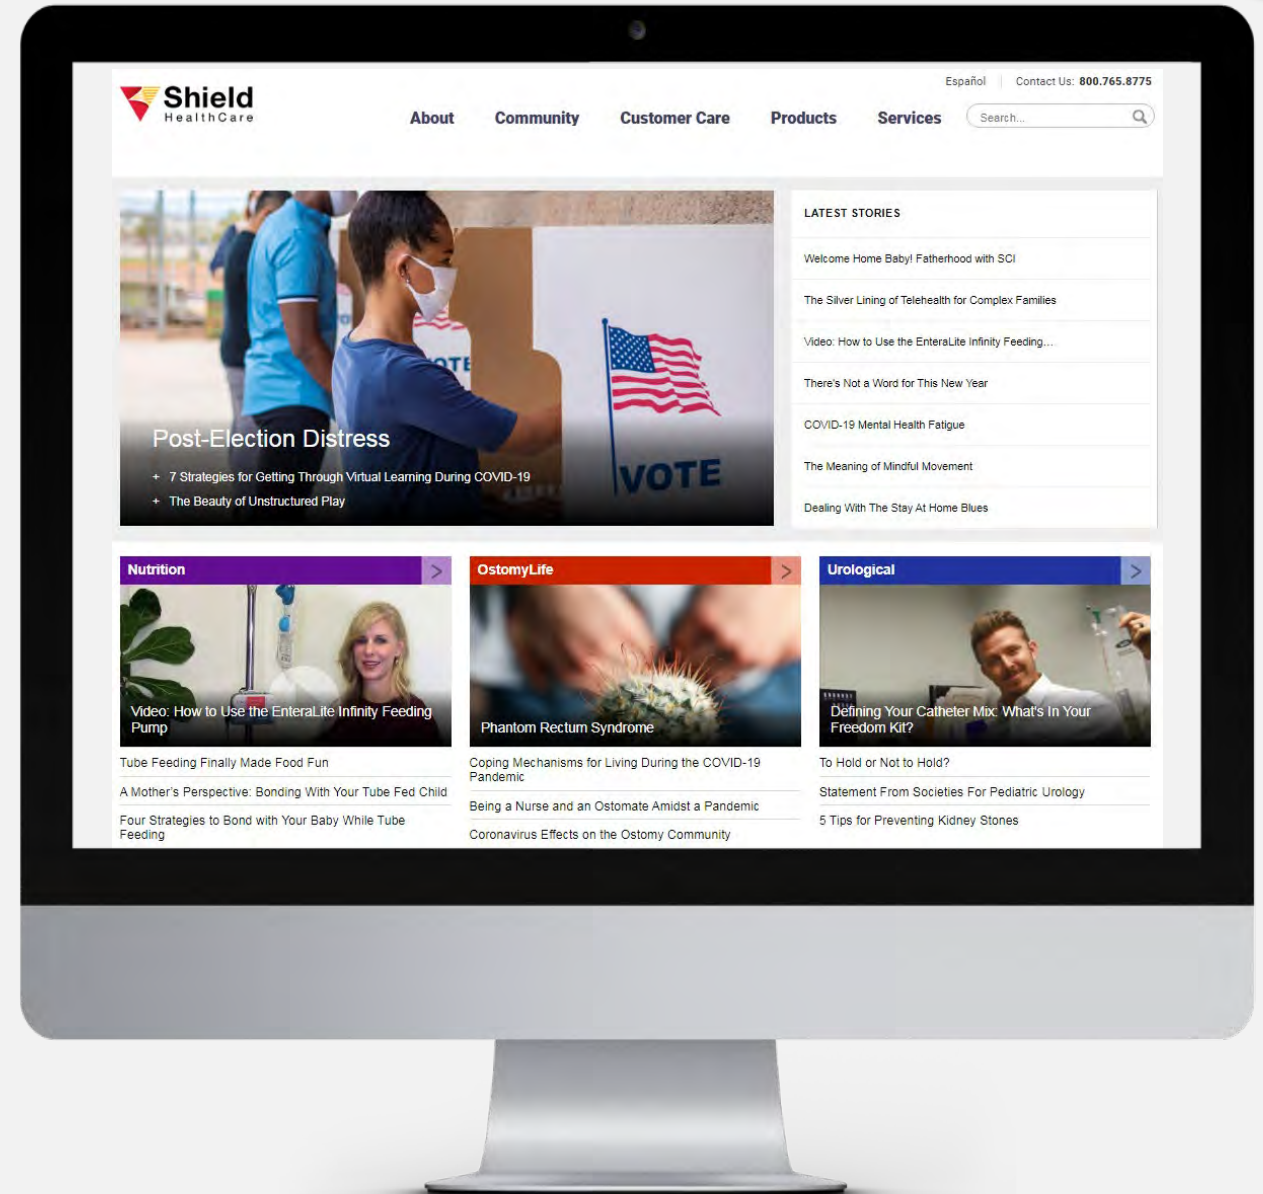 Español
Contact Us: 800.765.8775
Shield
HealthCare
About
Community
Customer Care
Products
Services
Search...
VOTE
VOTE
Post-Election Distress
+ 7 Strategies for Getting Through Virtual Learning During COVID-19
+ The Beauty of Unstructured Play
LATEST STORIES
Welcome Home Baby! Fatherhood with SCI
The Silver Lining of Telehealth for Complex Families
Video: How to Use the EnteraLite Infinity Feeding...
There's Not a Word for This New Year
COVID-19 Mental Health Fatigue
The Meaning of Mindful Movement
Dealing With The Stay At Home Blues
Nutrition
Video: How to Use the EnteraLite Infinity Feeding
Pump
Tube Feeding Finally Made Food Fun
A Mother's Perspective: Bonding With Your Tube Fed Child
Four Strategies to Bond with Your Baby While Tube
Feeding
OstomyLife
Phantom Rectum Syndrome
Coping Mechanisms for Living During the COVID-19
Pandemic
Being a Nurse and an Ostomate Amidst a Pandemic
Coronavirus Effects on the Ostomy Community
Urological
Defining Your Catheter Mix: What's In Your
Freedom Kit?
To Hold or Not to Hold?
Statement From Societies For Pediatric Urology
5 Tips for Preventing Kidney Stones